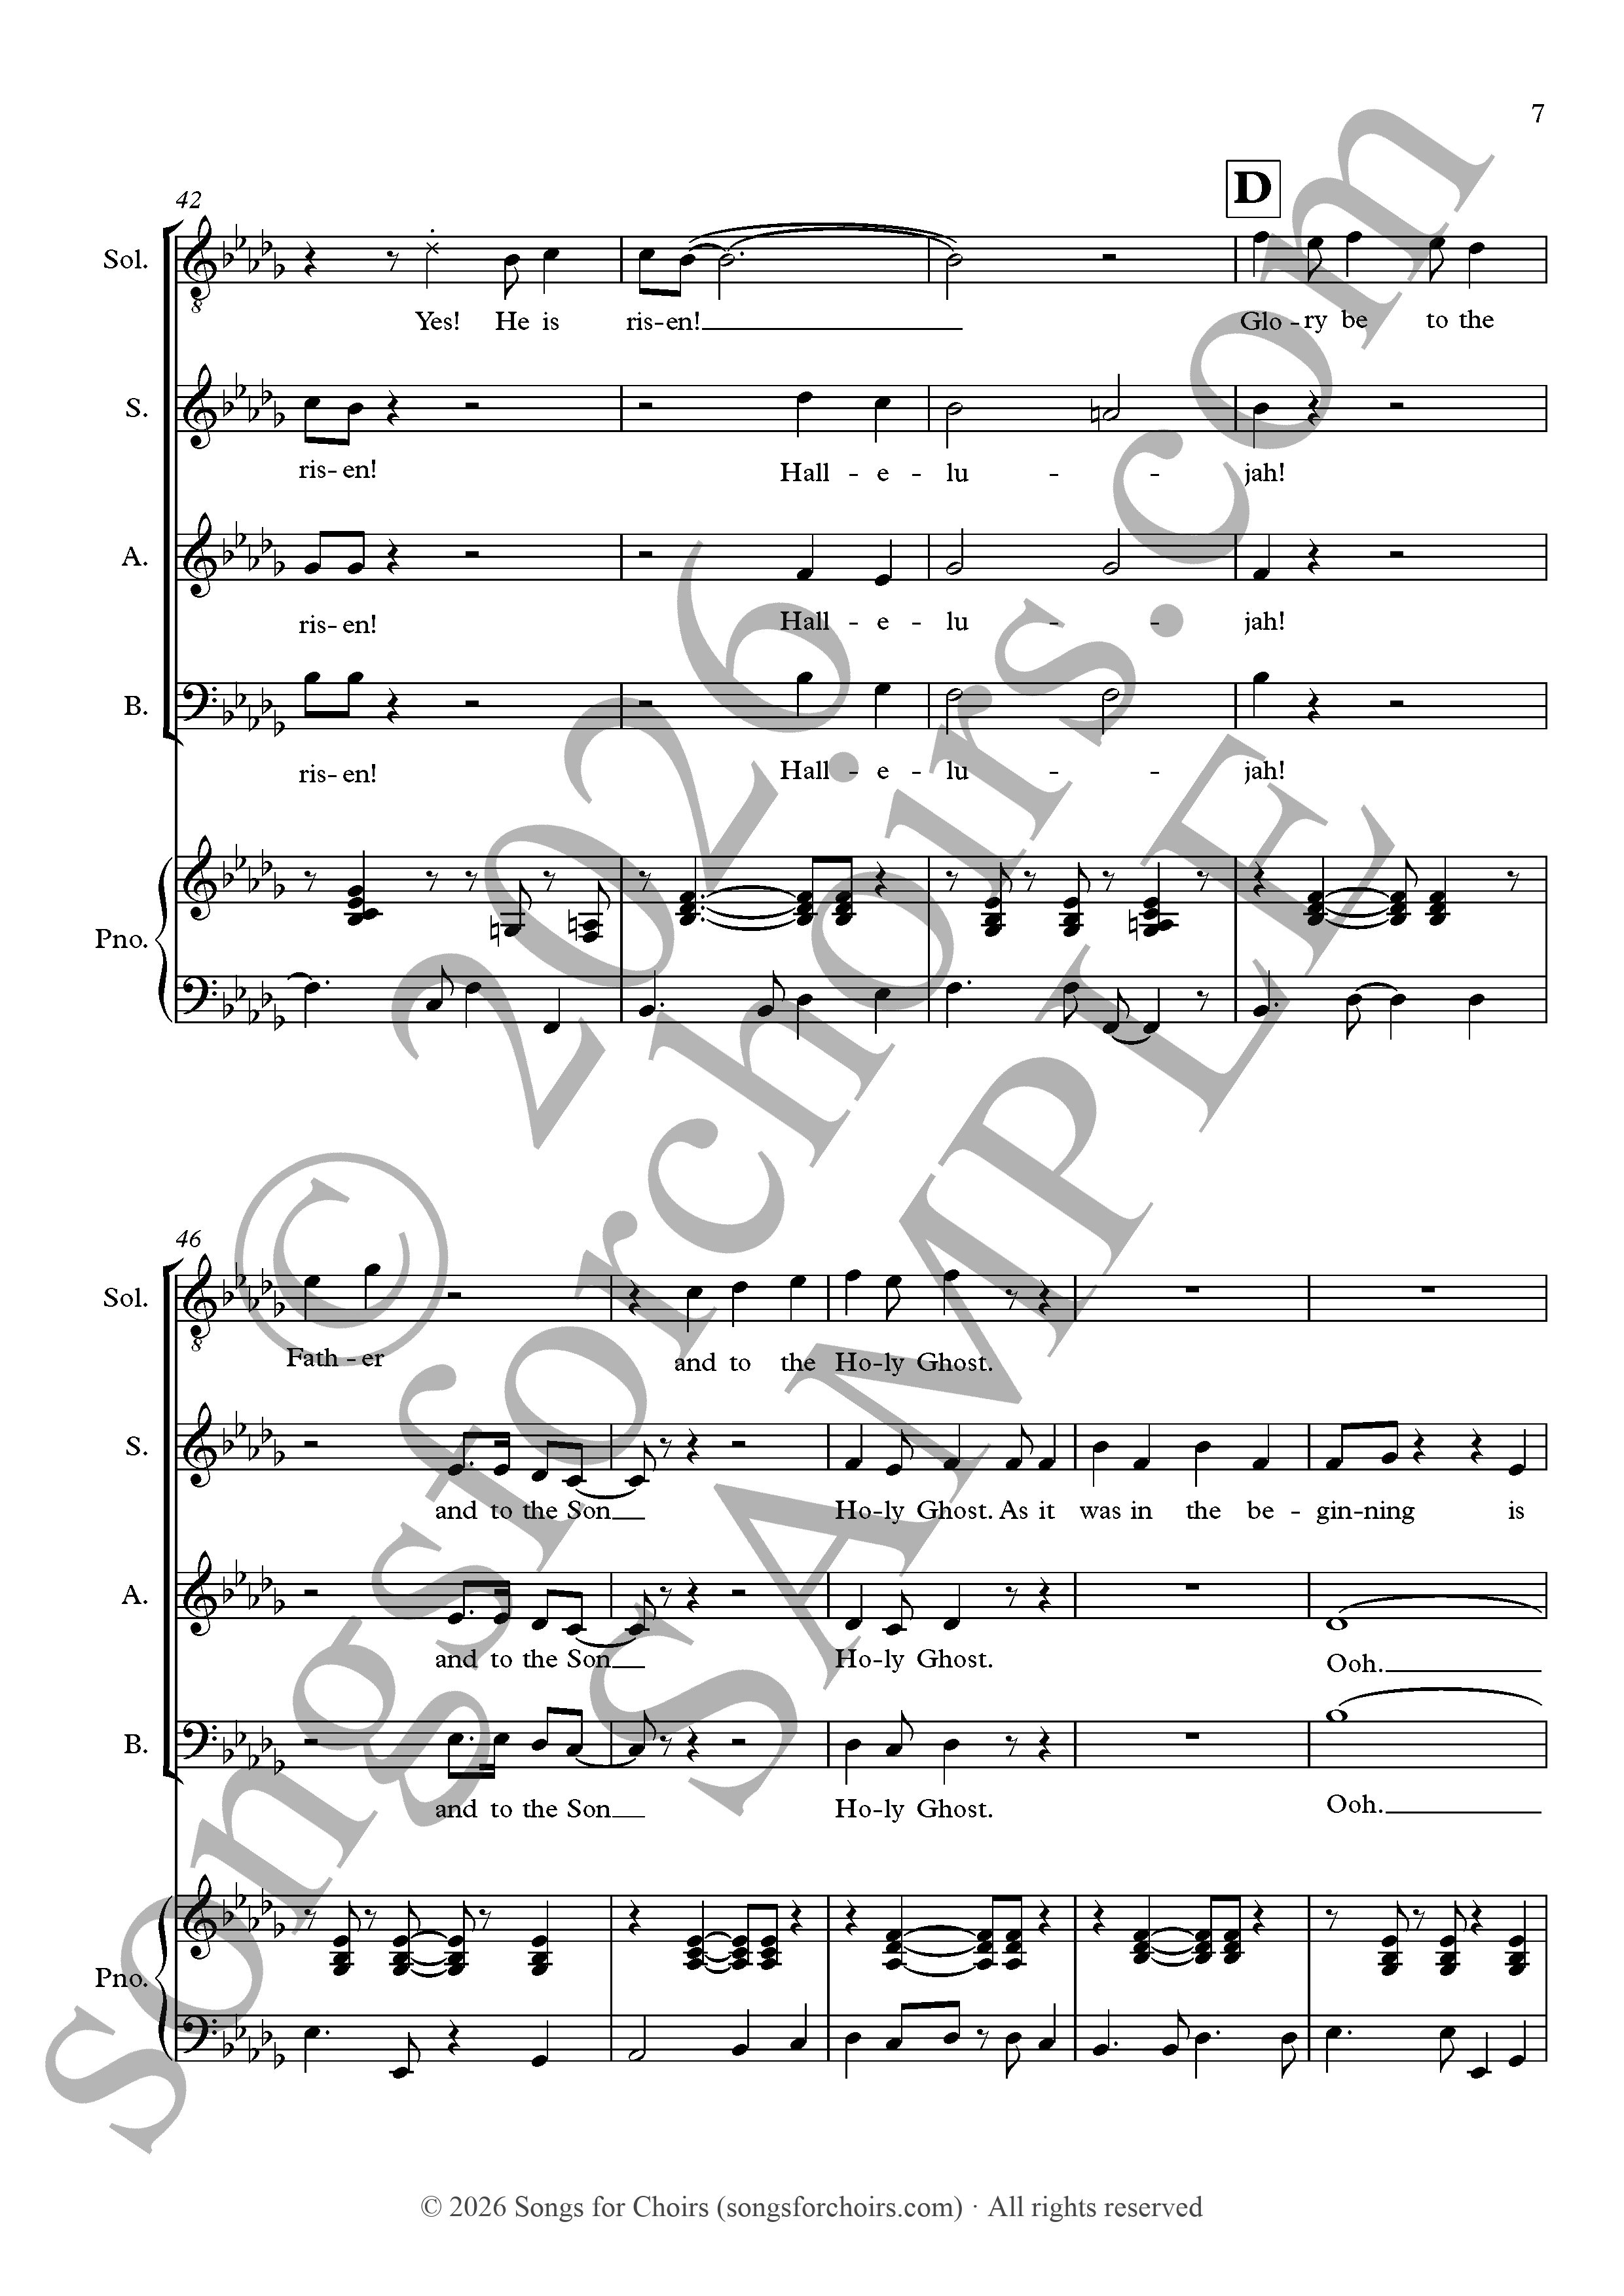 7
D
42
Sol.
Yes! He is ris-en! Glo-ry be to the
S.
ris-en! Hall-e-lu--jah!
A.
ris-en! Hall-e-lu--jah!
B.
ris-en! Hall-e-lu--jah!
Pno.
46
Sol.
Fath-er and to the Ho-ly Ghost.
S.
and to the Son Ho-ly Ghost. As it was in the be-gin-ning is
A.
and to the Son Ho-ly Ghost. Ooh.
B.
and to the Son Ho-ly Ghost. Ooh.
Pno.
© 2026
songsforchoirs.com
SAMPLE
© 2026 Songs for Choirs (songsforchoirs.com) · All rights reserved